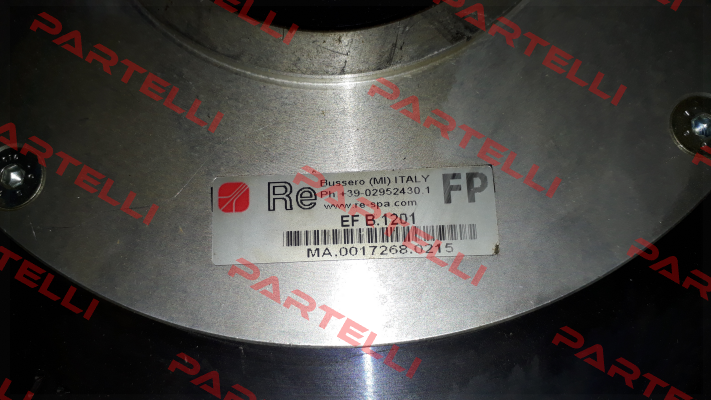 Re
Bussero (MI) ITALY
Ph +39-02952430.1
www.re-spa.com
FP
EF B.1201
MA.0017268.0215
PARTELLI
PARTELLI
PARTELLI
PARTELLI
PARTELLI
PARTELLI
PARTELLI
PARTELLI
PARTELLI